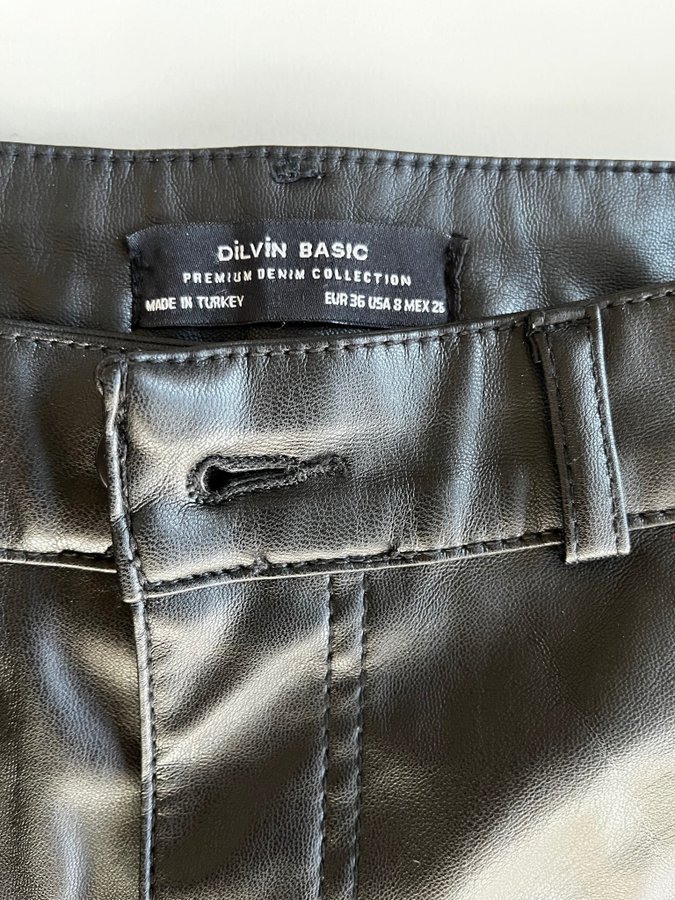 DiLViN BASIC
PREMIUM DENIM COLLECTION
MADE IN TURKEY EUR 36 USA 8 MEX 26